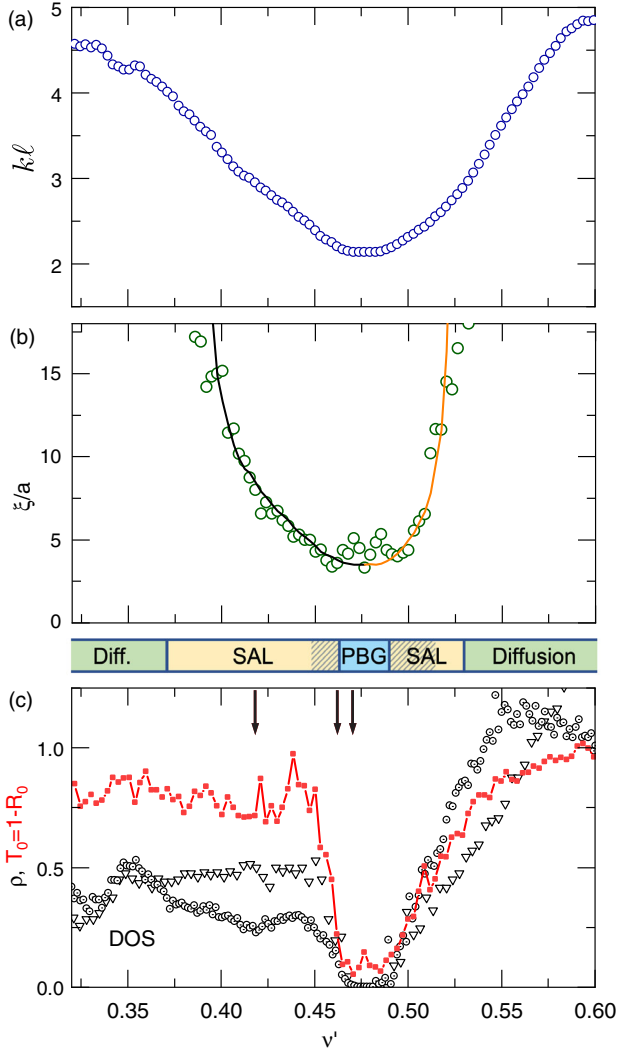 (a)
5
4
3
2
kℓ
(b)
15
10
5
0
ξ/a
Diff. SAL PBG SAL Diffusion
(c)
1.0
0.5
0.0
ρ, T₀=1-R₀
DOS
0.35 0.40 0.45 0.50 0.55 0.60
ν'